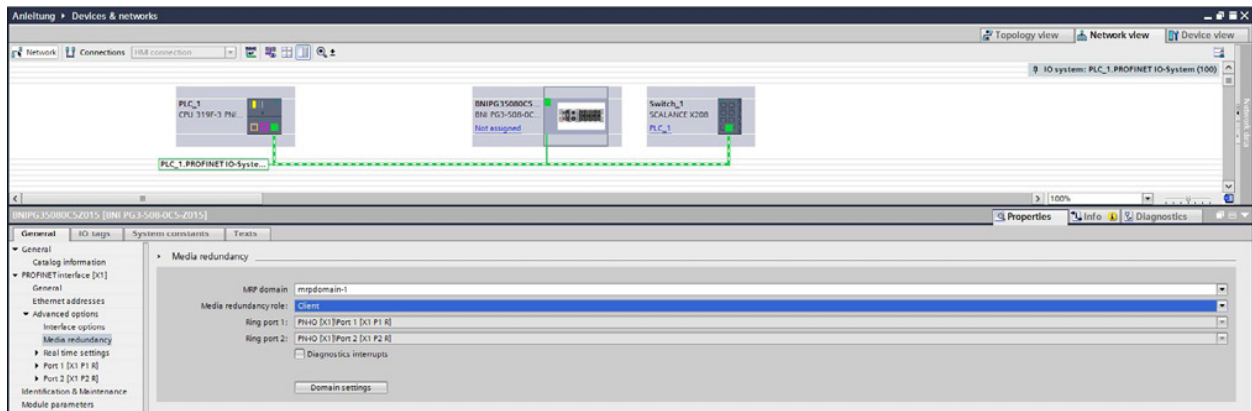 Anleitung ▸ Devices & networks
Topology view Network view Device view
Network Connections HMI connection
IO system: PLC_1.PROFINET IO-System (100)
PLC_1
CPU 319F-3 PN/...
BNIPG35080C5...
BNI PG3-508-0C...
Not assigned
Switch_1
SCALANCE X208
PLC_1
PLC_1.PROFINET IO-Syste...
100%
BNIPG35080C5Z015 [BNI PG3-508-0C5-Z015]
Properties Info Diagnostics
General IO tags System constants Texts
General
Catalog information
PROFINET interface [X1]
General
Ethernet addresses
Advanced options
Interface options
Media redundancy
Real time settings
Port 1 [X1 P1 R]
Port 2 [X1 P2 R]
Identification & Maintenance
Module parameters
Media redundancy
MRP domain mrpdomain-1
Media redundancy role: Client
Ring port 1: PN-IO [X1]\Port 1 [X1 P1 R]
Ring port 2: PN-IO [X1]\Port 2 [X1 P2 R]
Diagnostics interrupts
Domain settings